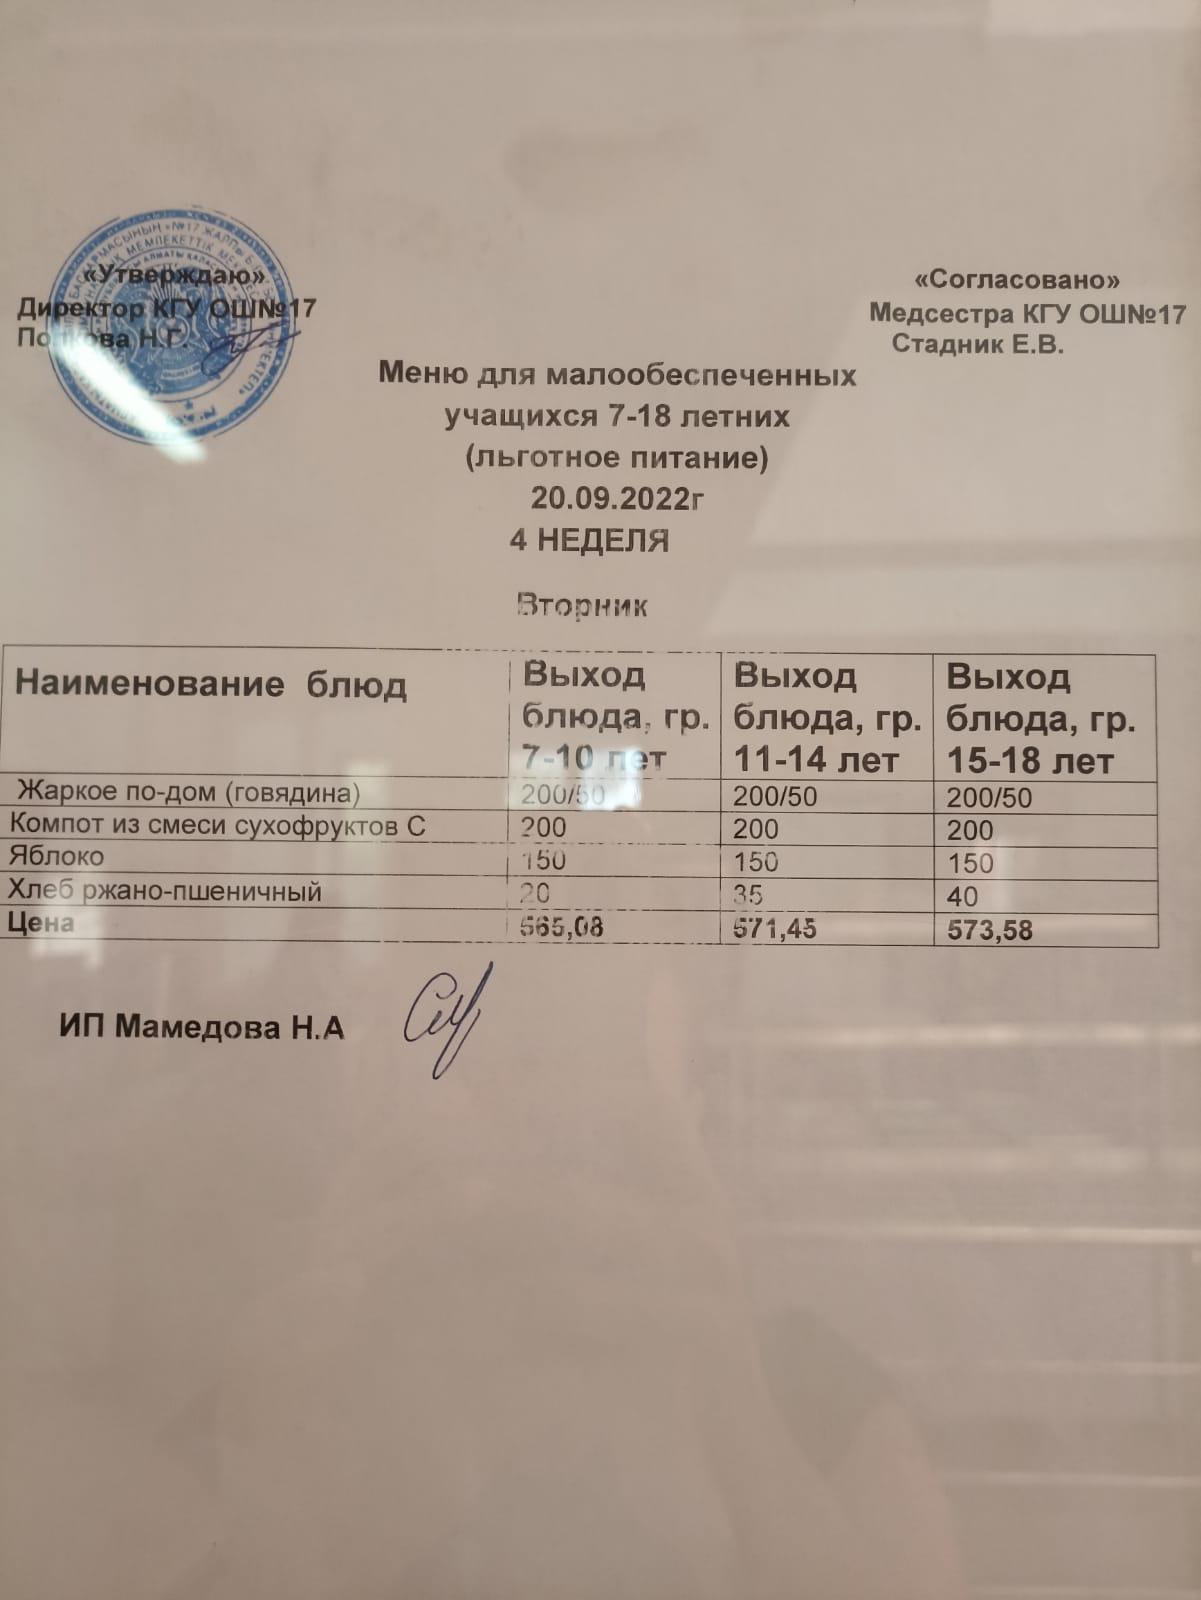 «Утверждаю»
Директор КГУ ОШ№17
Н.Г.
«Согласовано»
Медсестра КГУ ОШ№17
Стадник Е.В.
Меню для малообеспеченных
учащихся 7-18 летних
(льготное питание)
20.09.2022г
4 НЕДЕЛЯ
Вторник
Наименование блюд Выход блюда, гр. 7-10 лет Выход блюда, гр. 11-14 лет Выход блюда, гр. 15-18 лет
Жаркое по-дом (говядина) 200/50 200/50 200/50
Компот из смеси сухофруктов С 200 200 200
Яблоко 150 150 150
Хлеб ржано-пшеничный 20 35 40
Цена 565,08 571,45 573,58
ИП Мамедова Н.А